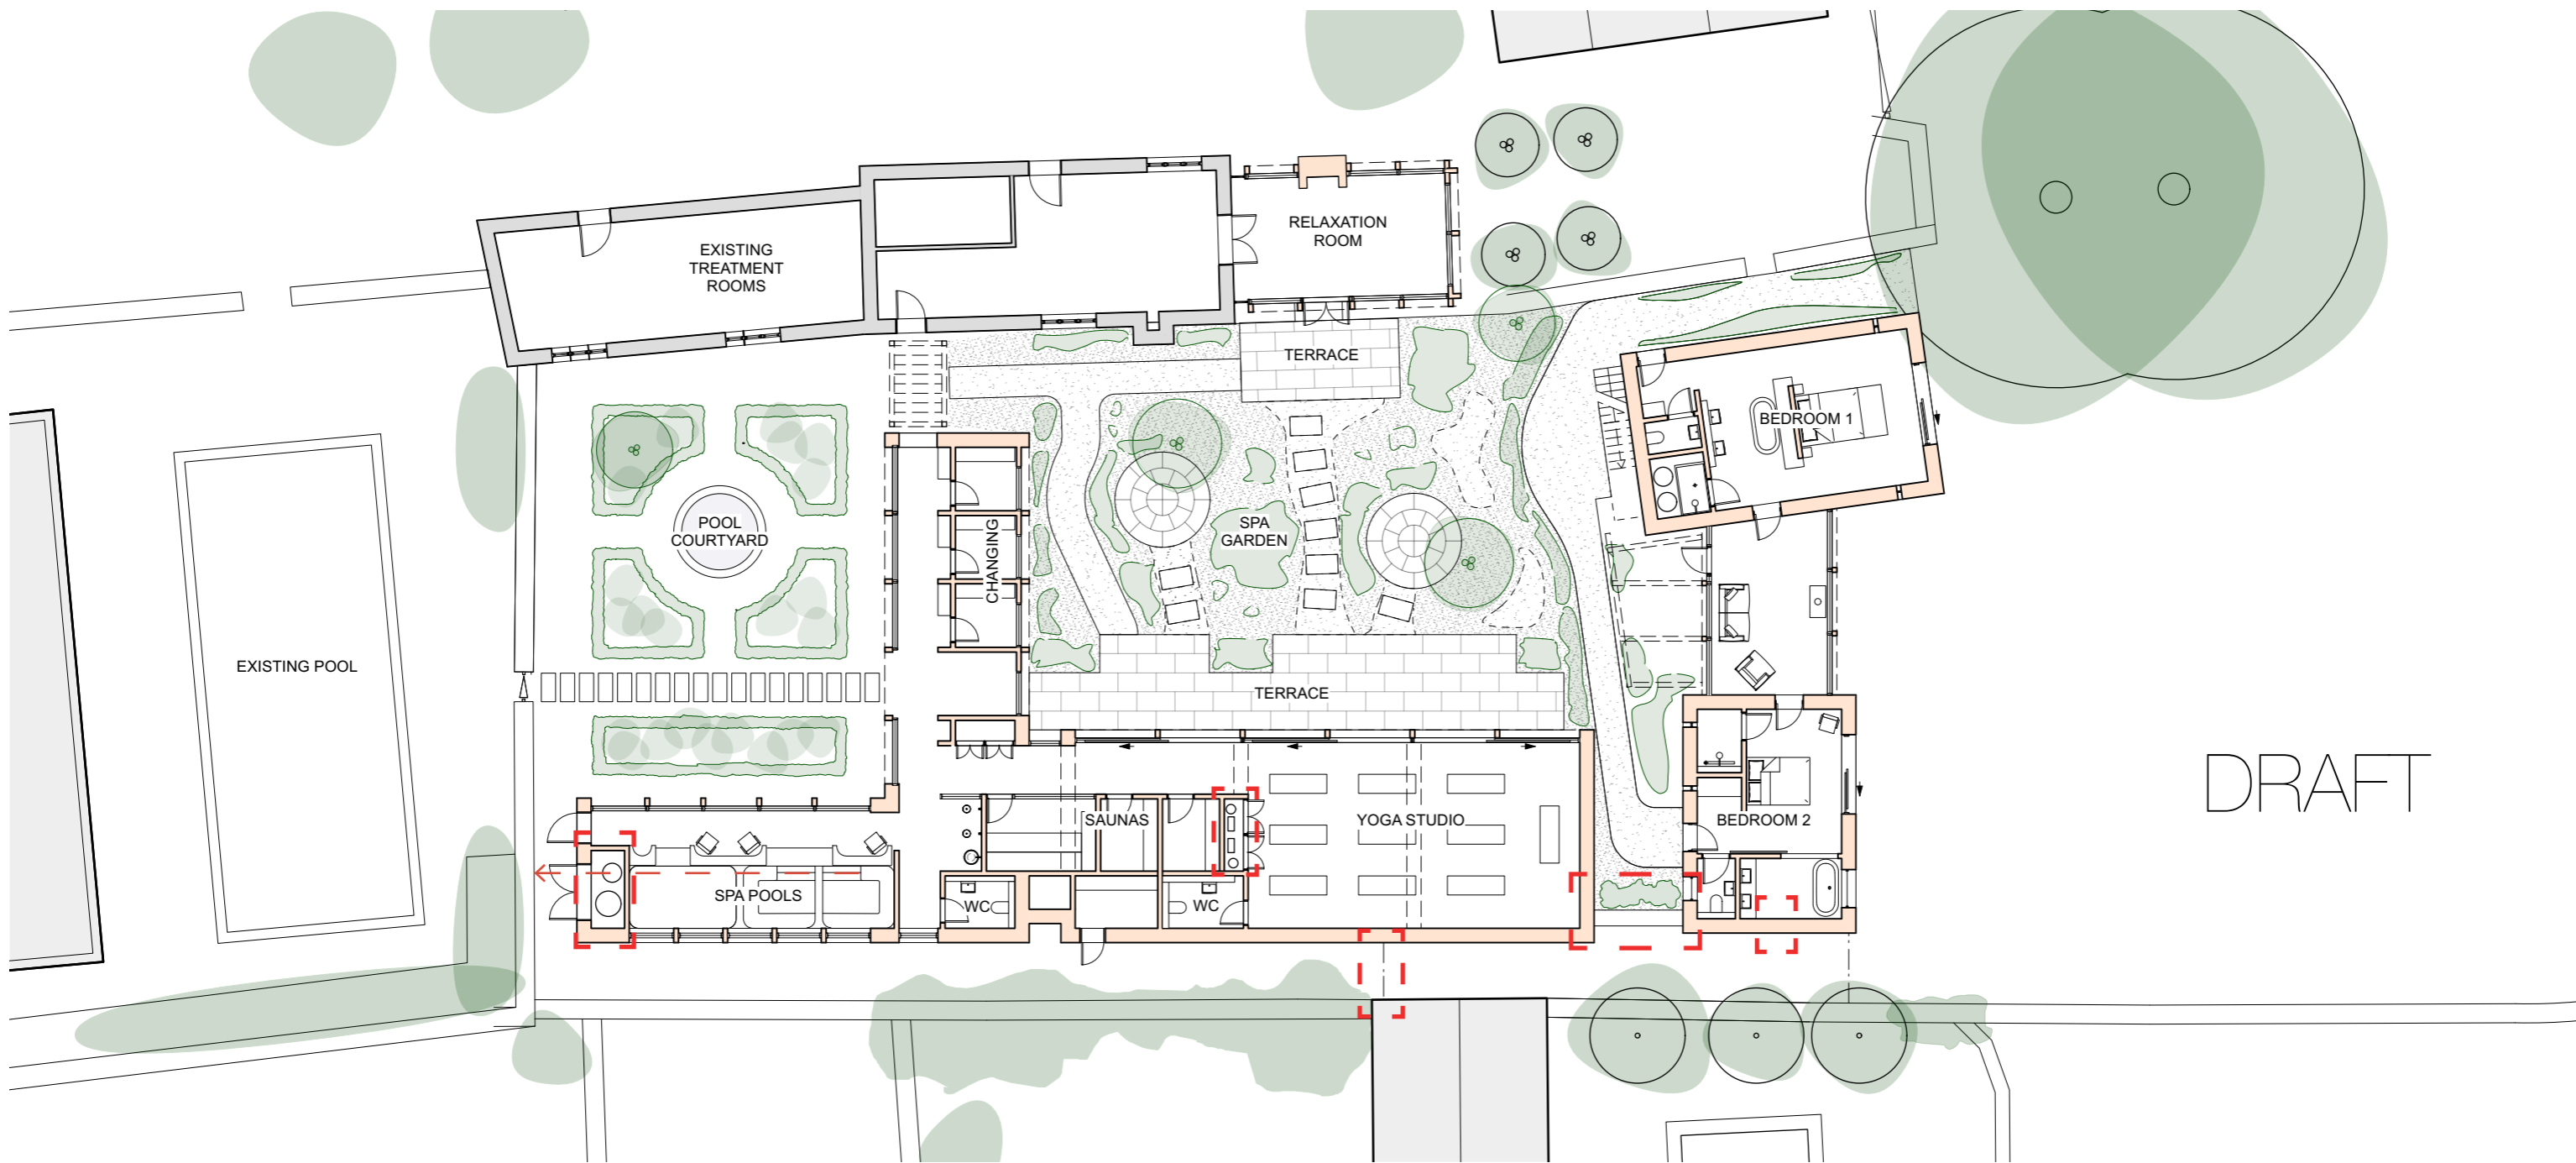 RELAXATION
ROOM
EXISTING
TREATMENT
ROOMS
TERRACE
BEDROOM 1
POOL
COURTYARD
CHANGING
SPA
GARDEN
EXISTING POOL
TERRACE
DRAFT
SAUNAS
YOGA STUDIO
BEDROOM 2
SPA POOLS
WC
WC